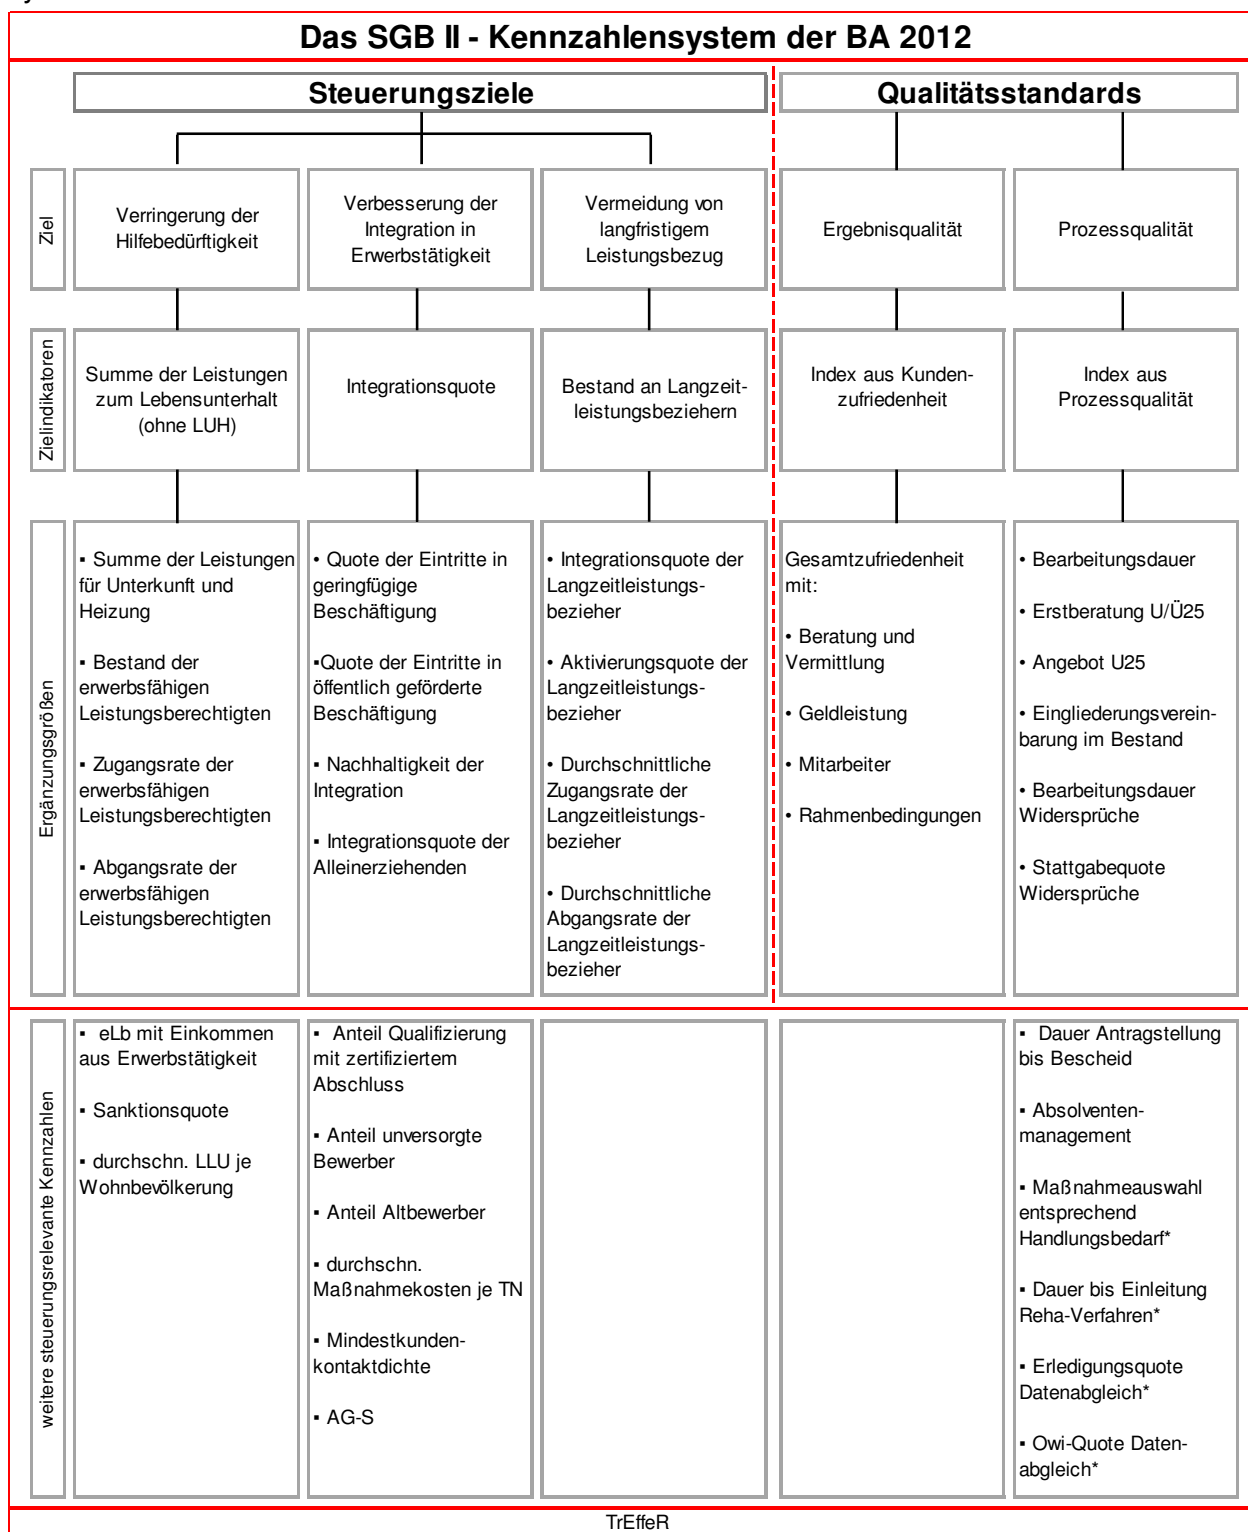 Das SGB II - Kennzahlensystem der BA 2012
Steuerungsziele
Qualitätsstandards
Ziel
Verringerung der
Hilfebedürftigkeit
Verbesserung der
Integration in
Erwerbstätigkeit
Vermeidung von
langfristigem
Leistungsbezug
Ergebnisqualität
Prozessqualität
Zielindikatoren
Summe der Leistungen
zum Lebensunterhalt
(ohne LUH)
Integrationsquote
Bestand an Langzeit-
leistungsbeziehern
Index aus Kunden-
zufriedenheit
Index aus
Prozessqualität
Ergänzungsgrößen
▪ Summe der Leistungen
für Unterkunft und
Heizung
▪ Bestand der
erwerbsfähigen
Leistungsberechtigten
▪ Zugangsrate der
erwerbsfähigen
Leistungsberechtigten
▪ Abgangsrate der
erwerbsfähigen
Leistungsberechtigten
• Quote der Eintritte in
geringfügige
Beschäftigung
▪Quote der Eintritte in
öffentlich geförderte
Beschäftigung
▪ Nachhaltigkeit der
Integration
▪ Integrationsquote der
Alleinerziehenden
• Integrationsquote der
Langzeitleistungs-
bezieher
• Aktivierungsquote der
Langzeitleistungs-
bezieher
• Durchschnittliche
Zugangsrate der
Langzeitleistungs-
bezieher
• Durchschnittliche
Abgangsrate der
Langzeitleistungs-
bezieher
Gesamtzufriedenheit
mit:
• Beratung und
Vermittlung
• Geldleistung
• Mitarbeiter
• Rahmenbedingungen
• Bearbeitungsdauer
• Erstberatung U/Ü25
• Angebot U25
• Eingliederungsverein-
barung im Bestand
• Bearbeitungsdauer
Widersprüche
• Stattgabequote
Widersprüche
weitere steuerungsrelevante Kennzahlen
▪ eLb mit Einkommen
aus Erwerbstätigkeit
▪ Sanktionsquote
▪ durchschn. LLU je
Wohnbevölkerung
▪ Anteil Qualifizierung
mit zertifiziertem
Abschluss
▪ Anteil unversorgte
Bewerber
▪ Anteil Altbewerber
▪ durchschn.
Maßnahmekosten je TN
▪ Mindestkunden-
kontaktdichte
▪ AG-S
▪ Dauer Antragstellung
bis Bescheid
▪ Absolventen-
management
▪ Maßnahmeauswahl
entsprechend
Handlungsbedarf*
▪ Dauer bis Einleitung
Reha-Verfahren*
▪ Erledigungsquote
Datenabgleich*
▪ Owi-Quote Daten-
abgleich*
TrEffeR